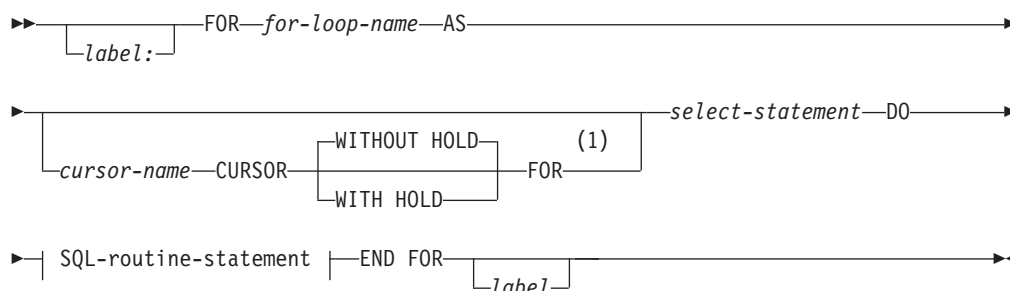 FOR for-loop-name AS
label:
select-statement DO
WITHOUT HOLD (1)
cursor-name CURSOR FOR
WITH HOLD
SQL-routine-statement END FOR
label